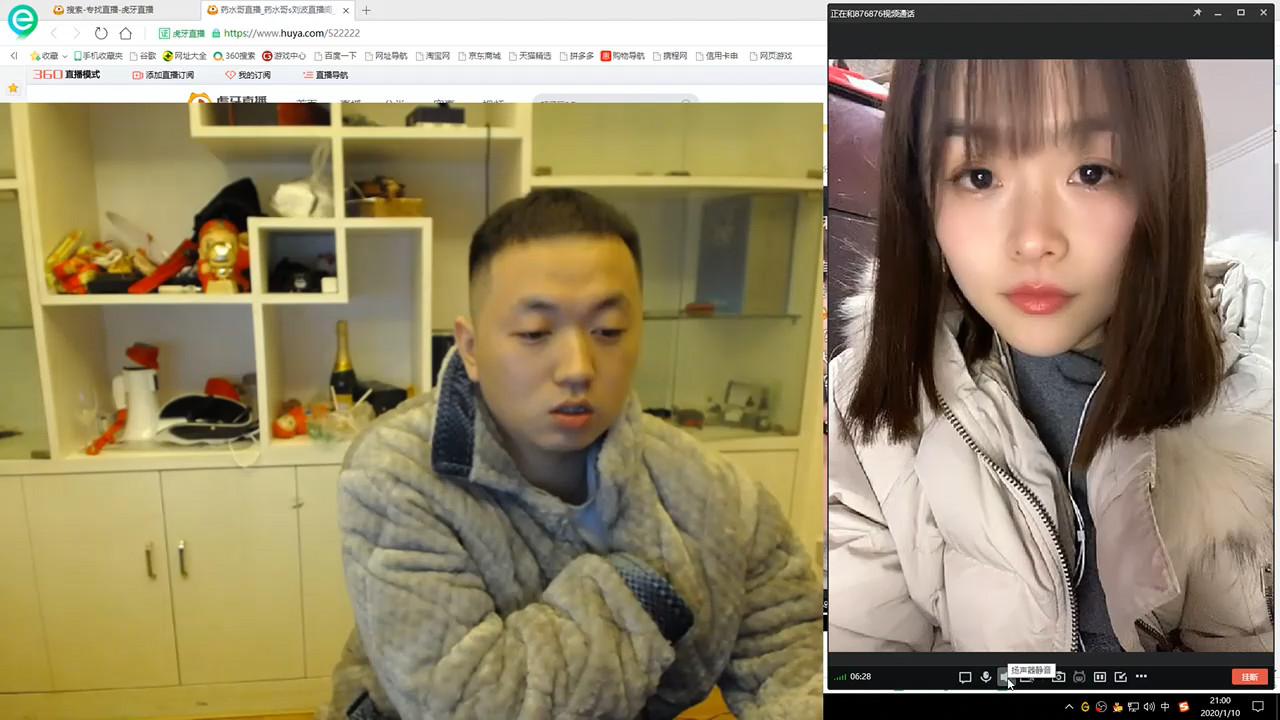 搜索-专找直播-虎牙直播
药水哥直播_药水哥s刘波直播间_
虎牙直播
https://www.huya.com/522222
收藏
手机收藏夹
谷歌
网址大全
360搜索
游戏中心
百度一下
网址导航
淘宝网
京东商城
天猫精选
拼多多
购物导航
携程网
信用卡申
网页游戏
360直播模式
添加直播订阅
我的订阅
直播导航
虎牙直播
正在和876876视频通话
06:28
扬声器静音
挂断
中
21:00
2020/1/10